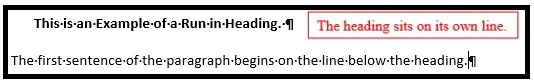 This·is·an·Example·of·a·Run·in·Heading.·¶
The heading sits on its own line.
The·first·sentence·of·the·paragraph·begins·on·the·line·below·the·heading.¶